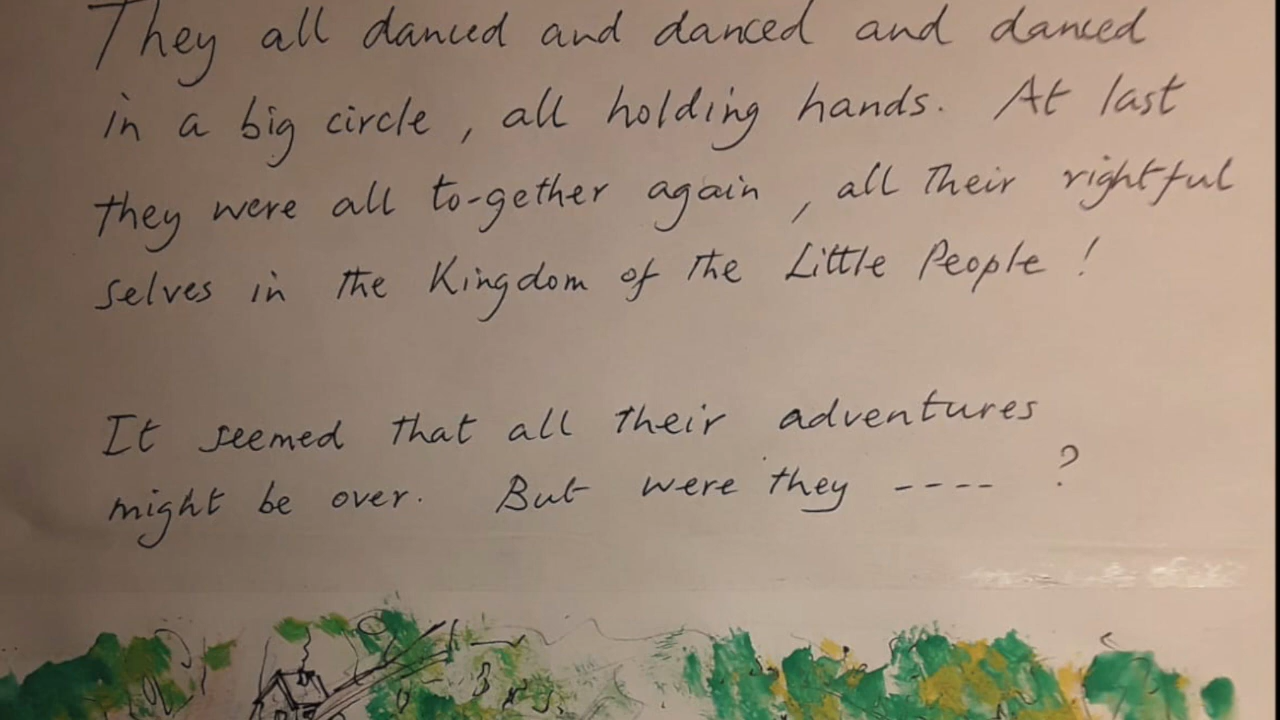 They all danced and danced and danced
in a big circle, all holding hands. At last
they were all to-gether again, all their rightful
selves in the Kingdom of the Little People!
It seemed that all their adventures
might be over. But were they ----?